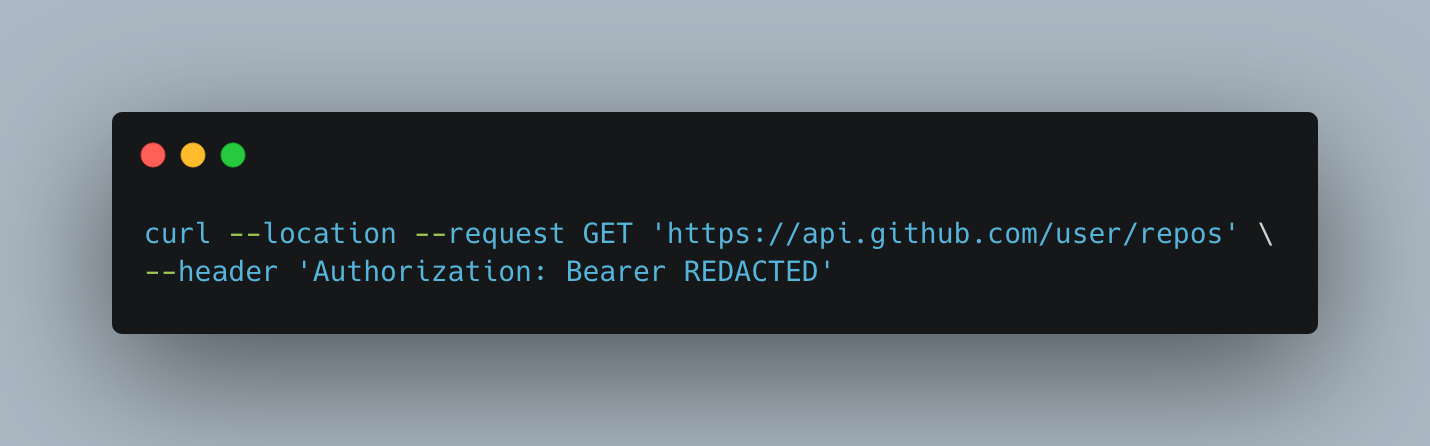 curl --location --request GET 'https://api.github.com/user/repos' \
--header 'Authorization: Bearer REDACTED'